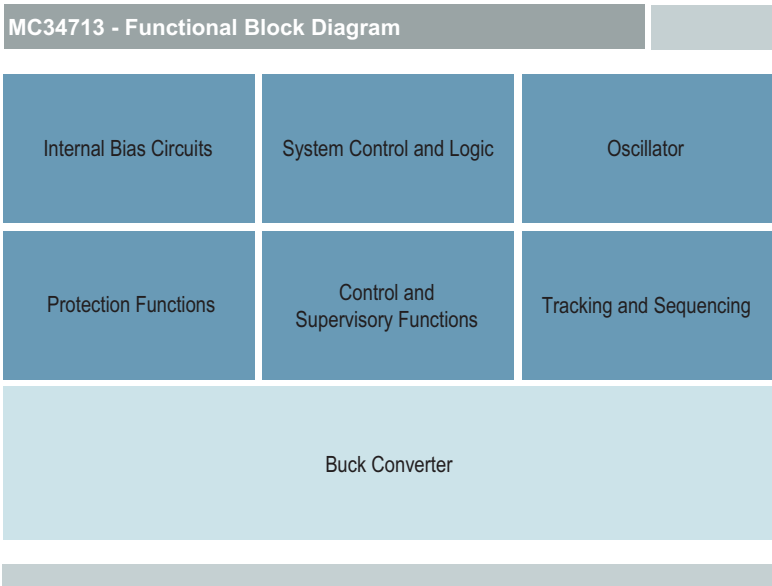 MC34713 - Functional Block Diagram
Internal Bias Circuits
System Control and Logic
Oscillator
Protection Functions
Control and
Supervisory Functions
Tracking and Sequencing
Buck Converter